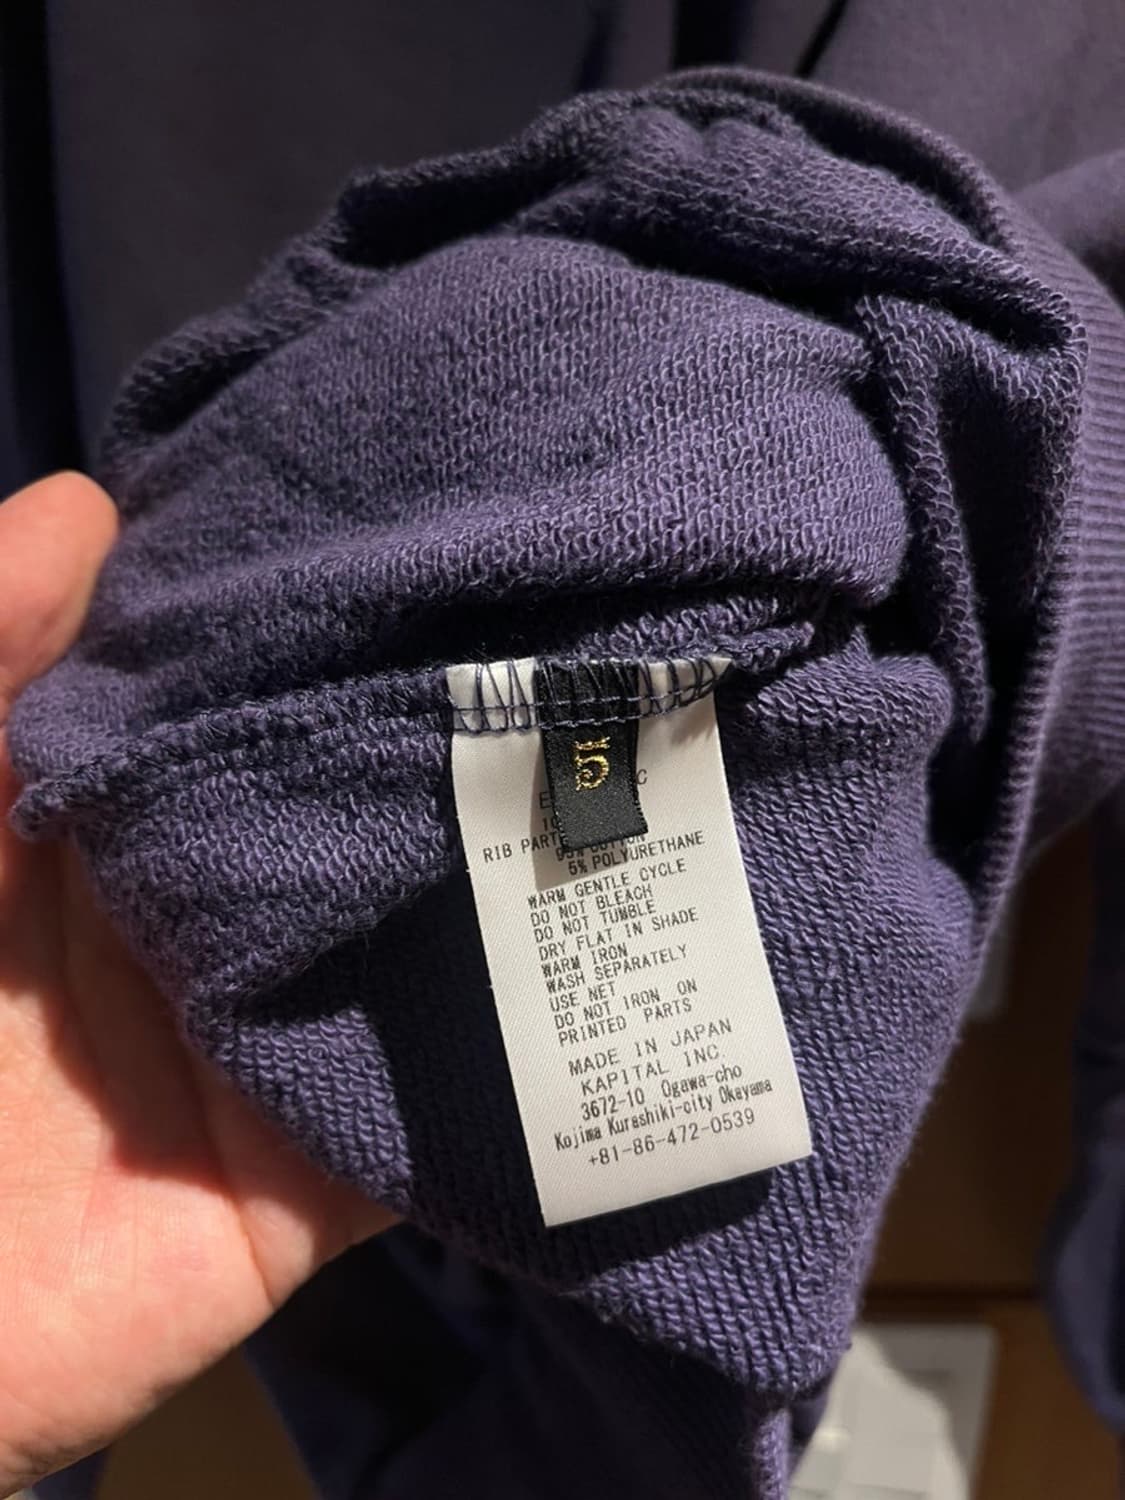 5
RIB PART
5% POLYURETHANE
WARM GENTLE CYCLE
DO NOT BLEACH
DO NOT TUMBLE
DRY FLAT IN SHADE
WARM IRON
WASH SEPARATELY
USE NET
DO NOT IRON ON
PRINTED PARTS
MADE IN JAPAN
KAPITAL INC.
3672-10 Ogawa-cho
Kojima Kurashiki-city Okayama
+81-86-472-0539